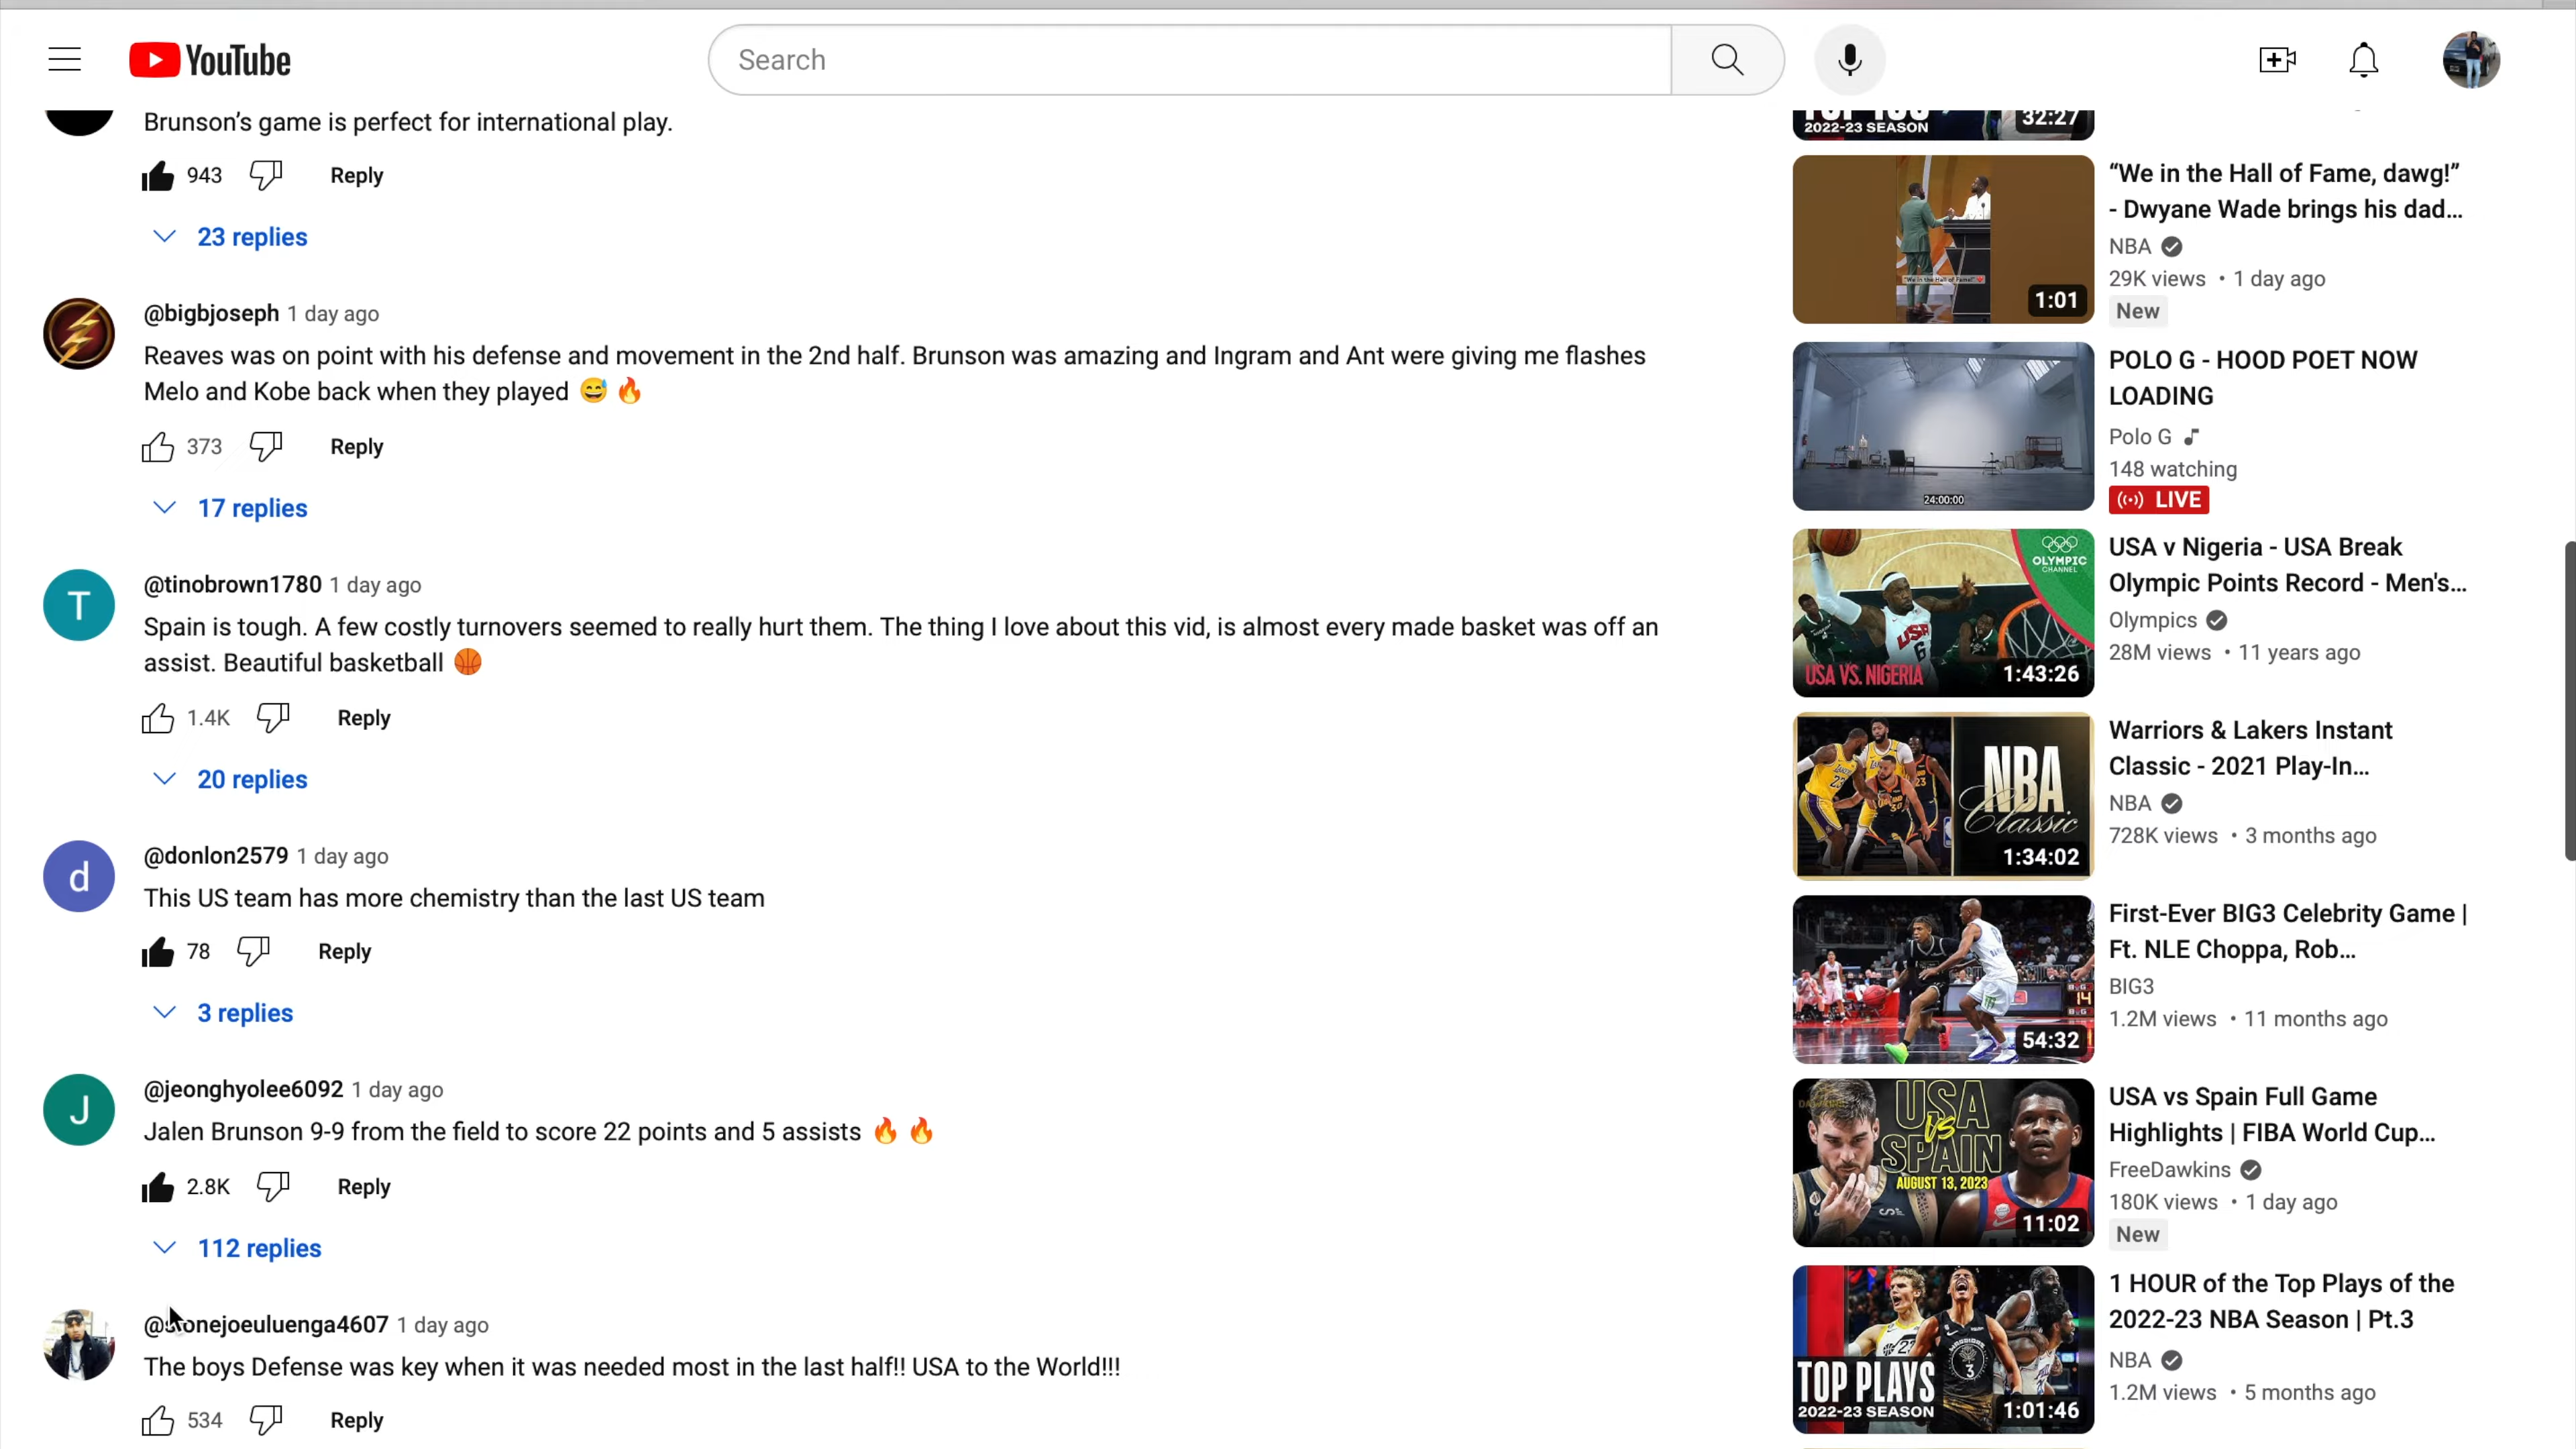 YouTube
Search
Brunson’s game is perfect for international play.
943 Reply
23 replies
@bigbjoseph 1 day ago
Reaves was on point with his defense and movement in the 2nd half. Brunson was amazing and Ingram and Ant were giving me flashes
Melo and Kobe back when they played 😅 🔥
373 Reply
17 replies
T
@tinobrown1780 1 day ago
Spain is tough. A few costly turnovers seemed to really hurt them. The thing I love about this vid, is almost every made basket was off an
assist. Beautiful basketball 🏀
1.4K Reply
20 replies
d
@donlon2579 1 day ago
This US team has more chemistry than the last US team
78 Reply
3 replies
J
@jeonghyolee6092 1 day ago
Jalen Brunson 9-9 from the field to score 22 points and 5 assists 🔥 🔥
2.8K Reply
112 replies
1 day ago
The boys Defense was key when it was needed most in the last half!! USA to the World!!!
534 Reply
2022-23 SEASON
32:27
“We in the Hall of Fame, dawg!”
- Dwyane Wade brings his dad...
NBA
29K views • 1 day ago
New
1:01
POLO G - HOOD POET NOW
LOADING
Polo G
148 watching
LIVE
24:00:00
USA v Nigeria - USA Break
Olympic Points Record - Men's...
Olympics
28M views • 11 years ago
OLYMPIC
CHANNEL
USA
6
USA VS. NIGERIA
1:43:26
Warriors & Lakers Instant
Classic - 2021 Play-In...
NBA
728K views • 3 months ago
NBA
Classic
1:34:02
First-Ever BIG3 Celebrity Game |
Ft. NLE Choppa, Rob...
BIG3
1.2M views • 11 months ago
14
54:32
USA vs Spain Full Game
Highlights | FIBA World Cup...
FreeDawkins
180K views • 1 day ago
New
USA
VS
SPAIN
AUGUST 13, 2023
11:02
1 HOUR of the Top Plays of the
2022-23 NBA Season | Pt.3
NBA
1.2M views • 5 months ago
TOP PLAYS
2022-23 SEASON
1:01:46